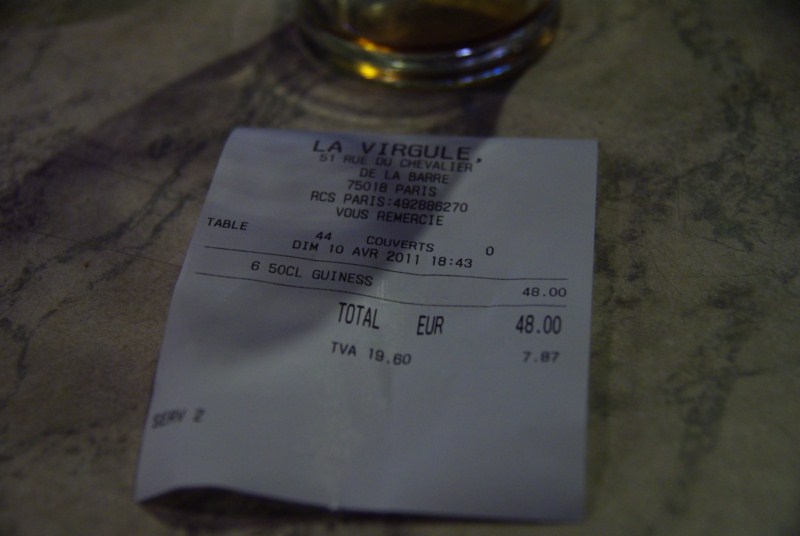 LA VIRGULE,
51 RUE DU CHEVALIER
DE LA BARRE
75018 PARIS
RCS PARIS:492886270
VOUS REMERCIE
TABLE 44 COUVERTS 0
DIM 10 AVR 2011 18:43
6 50CL GUINESS 48.00
TOTAL EUR 48.00
TVA 19.60 7.87
SERV 2